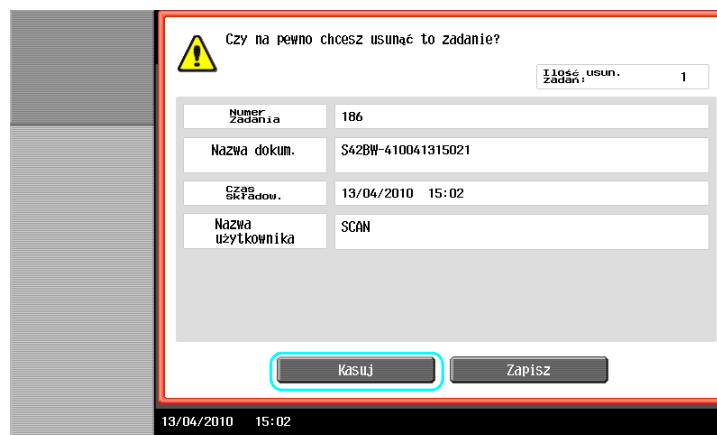 Czy na pewno chcesz usunąć to zadanie?
Ilość usun.
zadań: 1
Numer
Zadania
186
Nazwa dokum. S42BW-410041315021
Czas
składow.
13/04/2010 15:02
Nazwa
użytkownika
SCAN
Kasuj Zapisz
13/04/2010 15:02